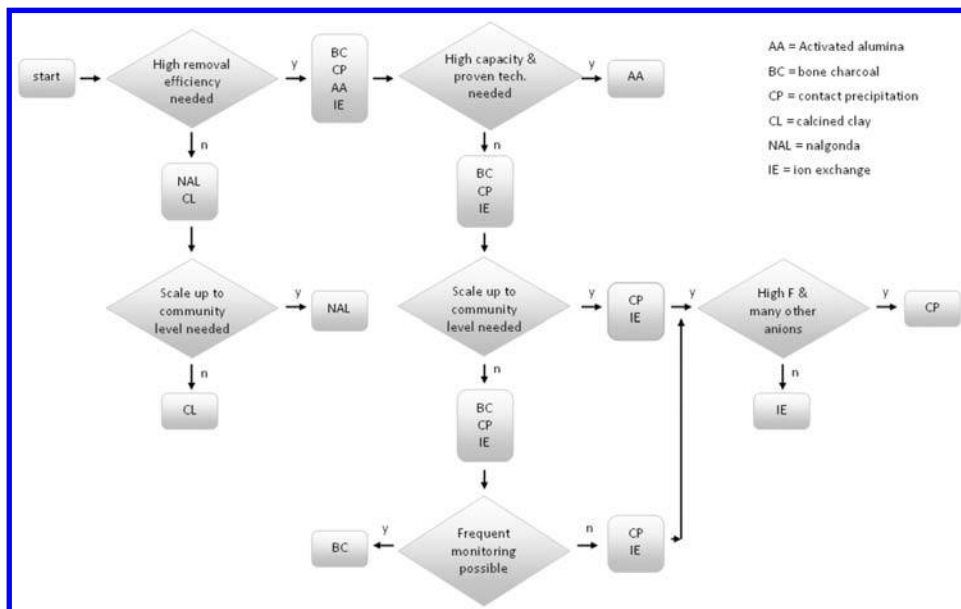 start
High removal
efficiency
needed
y
BC
CP
AA
IE
High capacity &
proven tech.
needed
y
AA
AA = Activated alumina
BC = bone charcoal
CP = contact precipitation
CL = calcined clay
NAL = nalgonda
IE = ion exchange
n
NAL
CL
n
BC
CP
IE
Scale up to
community
level needed
y
NAL
Scale up to
community
level needed
y
CP
IE
y
High F &
many other
anions
y
CP
n
CL
n
BC
CP
IE
n
IE
BC
y
Frequent
monitoring
possible
n
CP
IE